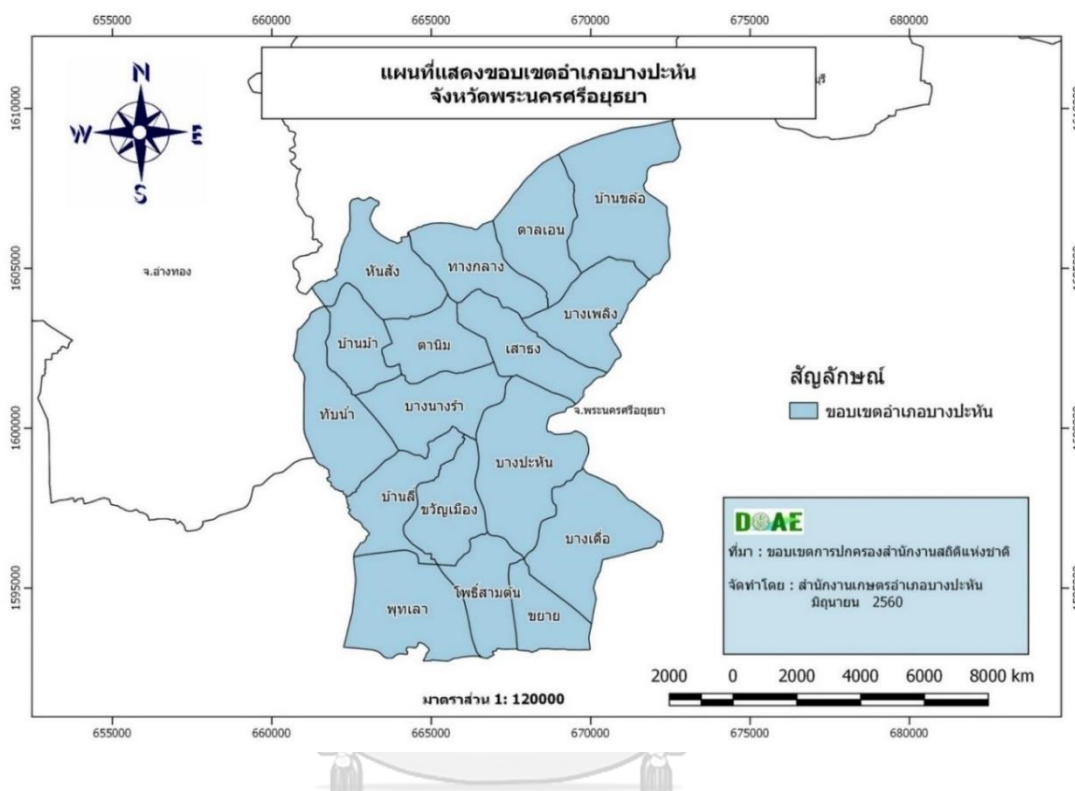 655000 660000 665000 670000 675000 680000
แผนที่แสดงขอบเขตอำเภอบางปะหัน
จังหวัดพระนครศรีอยุธยา
N
W E
S
1610000
1605000
1600000
1595000
บ้านขล้อ
ตาลเอน
หันสัง
ทางกลาง
จ.อ่างทอง
บางเพลิง
บ้านม้า
ตานิม
เสาธง
ทับน้ำ
บางนางร้า
จ.พระนครศรีอยุธยา
บางปะหัน
บ้านลี่
ขวัญเมือง
บางเดื่อ
โพธิ์สามต้น
พุทเลา
ขยาย
สัญลักษณ์
ขอบเขตอำเภอบางปะหัน
DOAE
ที่มา : ขอบเขตการปกครองสำนักงานสถิติแห่งชาติ
จัดทำโดย : สำนักงานเกษตรอำเภอบางปะหัน
มิถุนายน 2560
2000 0 2000 4000 6000 8000 km
มาตราส่วน 1: 120000
655000 660000 665000 670000 675000 680000